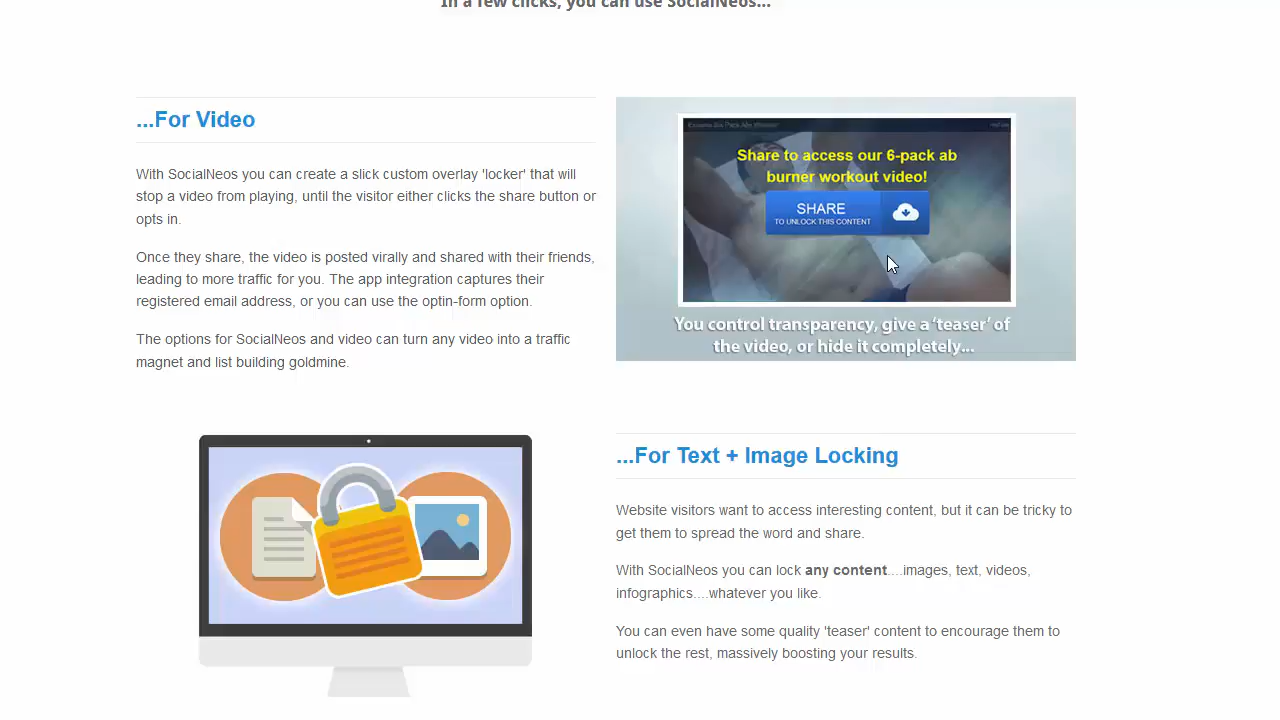 In a few clicks, you can use SocialNeos...
...For Video
With SocialNeos you can create a slick custom overlay 'locker' that will
stop a video from playing, until the visitor either clicks the share button or
opts in.
Once they share, the video is posted virally and shared with their friends,
leading to more traffic for you. The app integration captures their
registered email address, or you can use the optin-form option.
The options for SocialNeos and video can turn any video into a traffic
magnet and list building goldmine.
Share to access our 6-pack ab
burner workout video!
SHARE
TO UNLOCK THIS CONTENT
You control transparency, give a 'teaser' of
the video, or hide it completely...
...For Text + Image Locking
Website visitors want to access interesting content, but it can be tricky to
get them to spread the word and share.
With SocialNeos you can lock any content....images, text, videos,
infographics....whatever you like.
You can even have some quality 'teaser' content to encourage them to
unlock the rest, massively boosting your results.